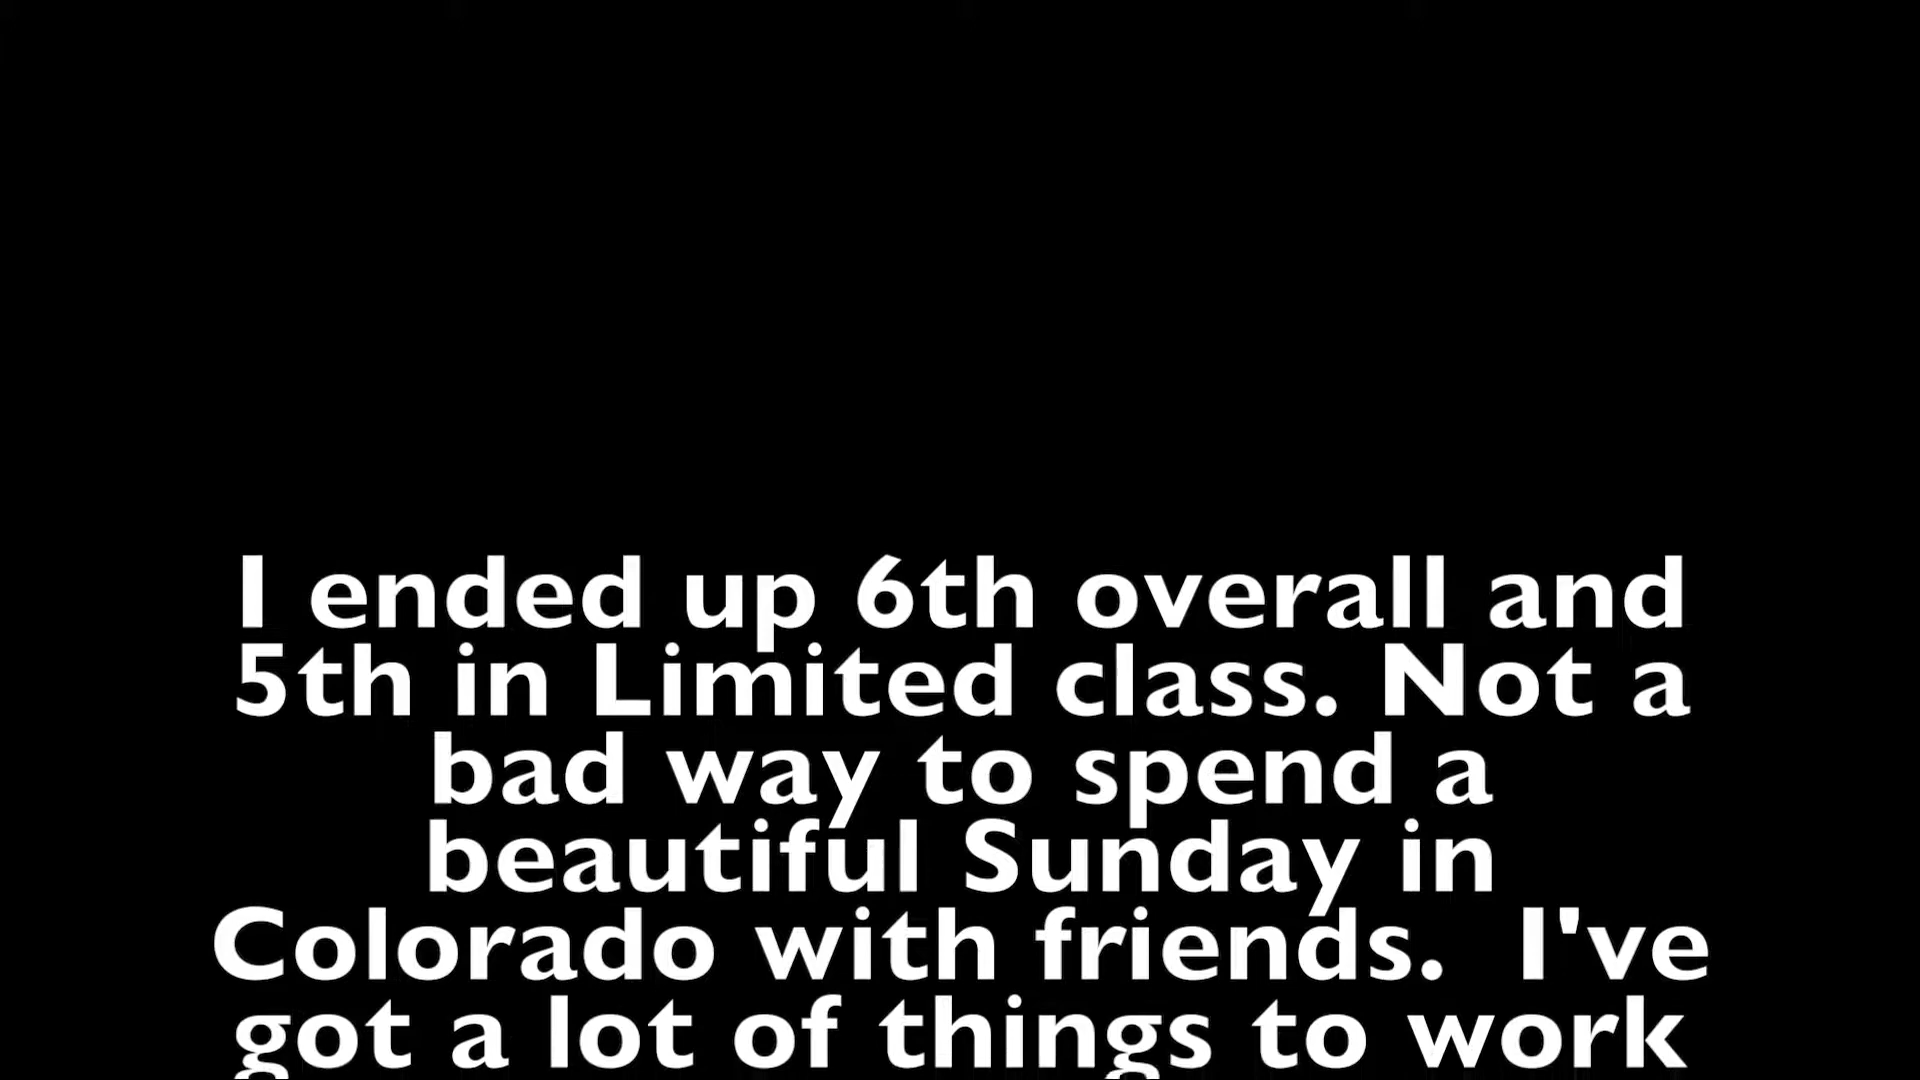 I ended up 6th overall and
5th in Limited class. Not a
bad way to spend a
beautiful Sunday in
Colorado with friends.  I've
got a lot of things to work